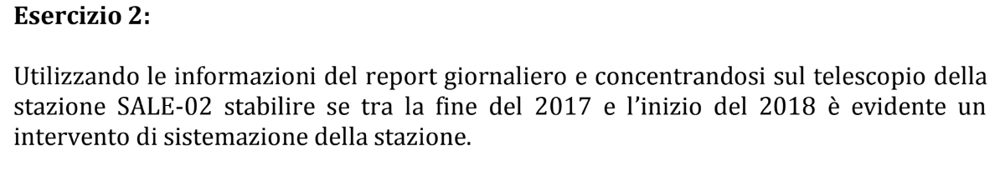 Esercizio 2:
Utilizzando le informazioni del report giornaliero e concentrandosi sul telescopio della
stazione SALE-02 stabilire se tra la fine del 2017 e l’inizio del 2018 è evidente un
intervento di sistemazione della stazione.